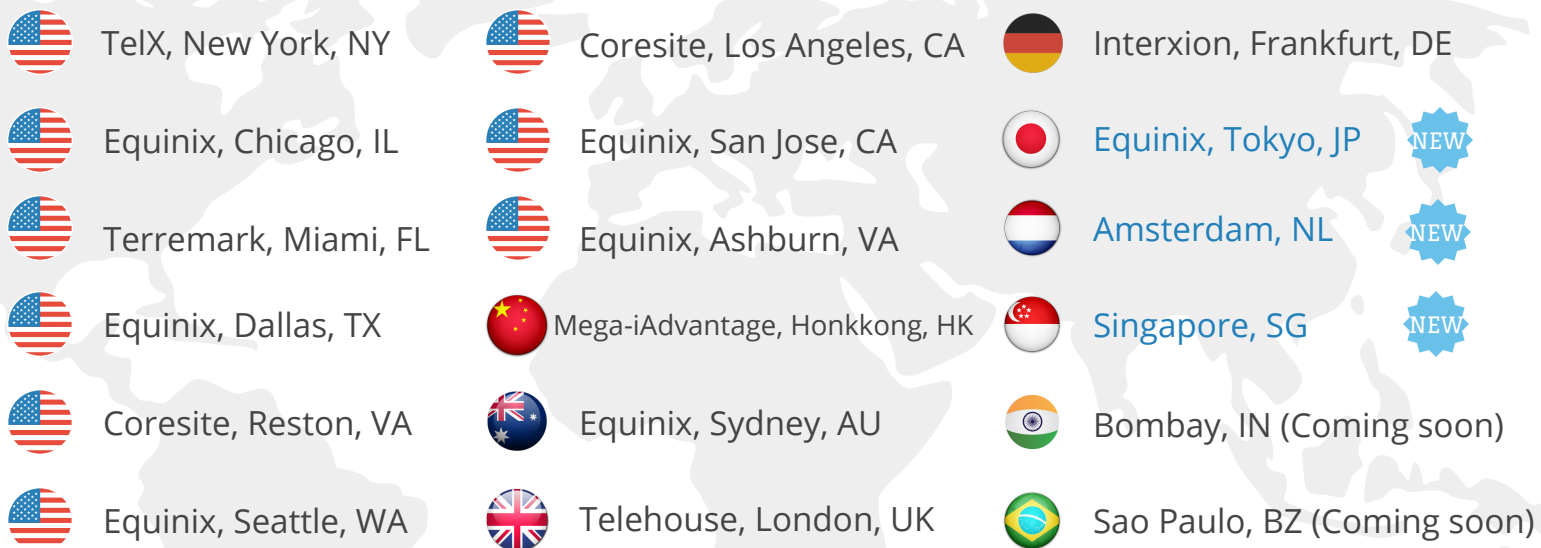 TelX, New York, NY
Equinix, Chicago, IL
Terremark, Miami, FL
Equinix, Dallas, TX
Coresite, Reston, VA
Equinix, Seattle, WA
Coresite, Los Angeles, CA
Equinix, San Jose, CA
Equinix, Ashburn, VA
Mega-iAdvantage, Honkkong, HK
Equinix, Sydney, AU
Telehouse, London, UK
Interxion, Frankfurt, DE
Equinix, Tokyo, JP NEW
Amsterdam, NL NEW
Singapore, SG NEW
Bombay, IN (Coming soon)
Sao Paulo, BZ (Coming soon)